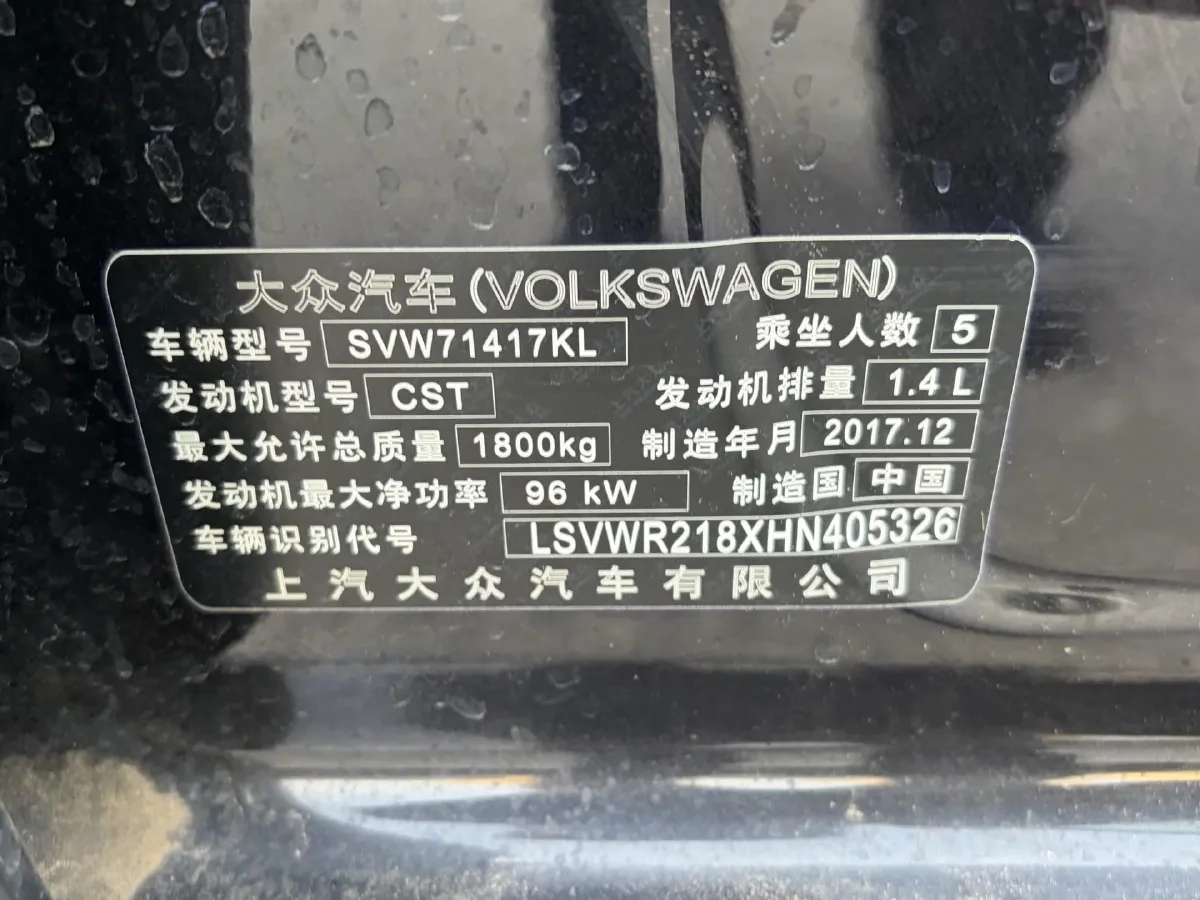 大众汽车(VOLKSWAGEN)
车辆型号 SVW71417KL 乘坐人数 5
发动机型号 CST 发动机排量 1.4 L
最大允许总质量 1800kg 制造年月 2017.12
发动机最大净功率 96 kW 制造国 中国
车辆识别代号 LSVWR218XHN405326
上汽大众汽车有限公司